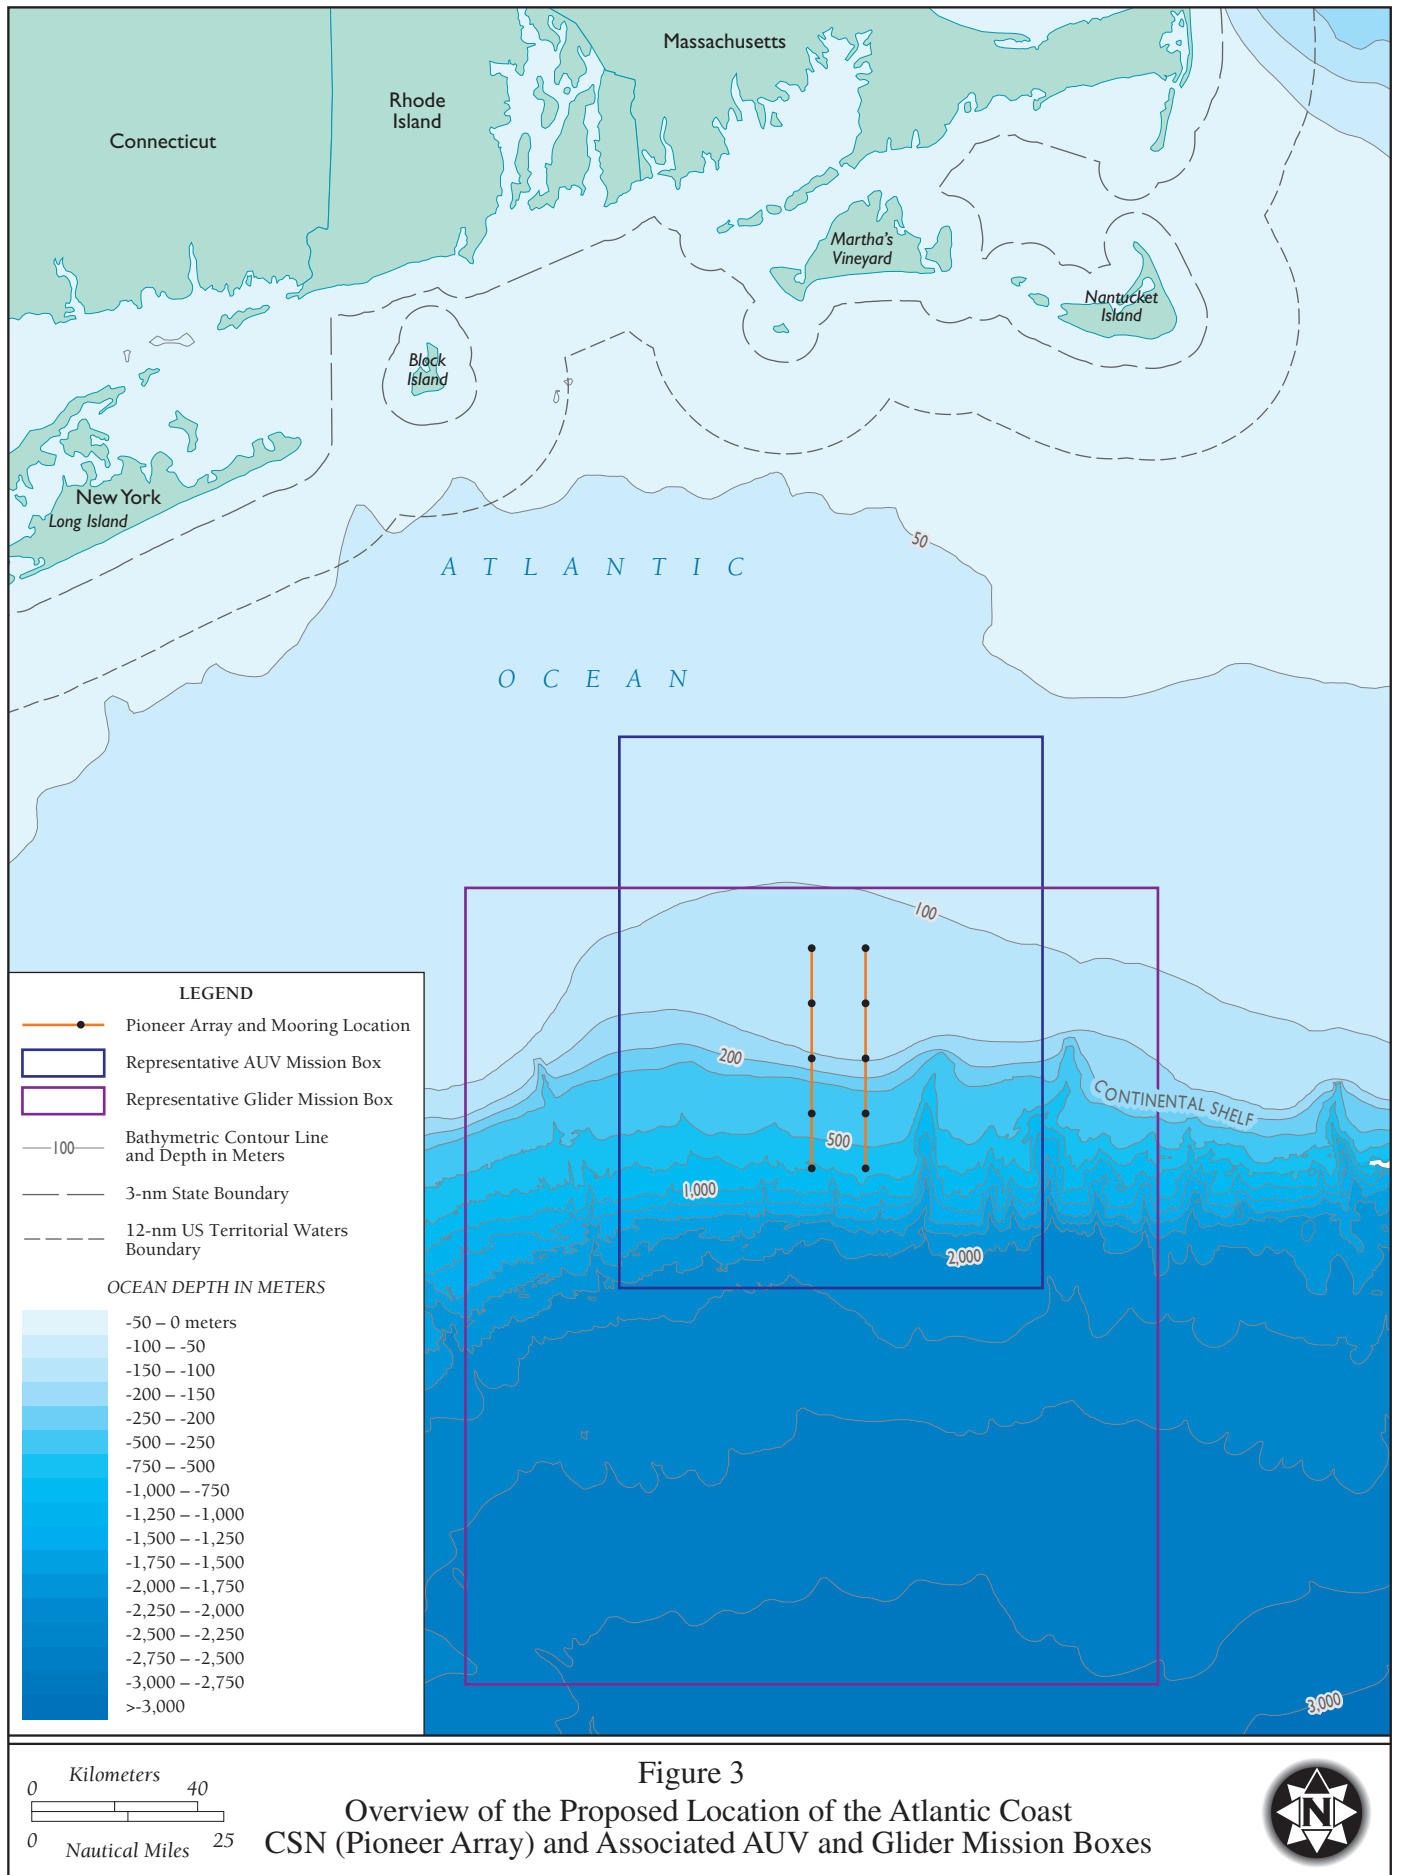 Massachusetts
Rhode
Island
Connecticut
Martha's
Vineyard
Nantucket
Island
Block
Island
New York
Long Island
50
ATLANTIC
OCEAN
100
200
CONTINENTAL SHELF
500
1,000
2,000
3,000
LEGEND
Pioneer Array and Mooring Location
Representative AUV Mission Box
Representative Glider Mission Box
100
Bathymetric Contour Line
and Depth in Meters
3-nm State Boundary
12-nm US Territorial Waters
Boundary
OCEAN DEPTH IN METERS
-50 – 0 meters
-100 – -50
-150 – -100
-200 – -150
-250 – -200
-500 – -250
-750 – -500
-1,000 – -750
-1,250 – -1,000
-1,500 – -1,250
-1,750 – -1,500
-2,000 – -1,750
-2,250 – -2,000
-2,500 – -2,250
-2,750 – -2,500
-3,000 – -2,750
>-3,000
Kilometers
0 40
0 25
Nautical Miles
Figure 3
Overview of the Proposed Location of the Atlantic Coast
CSN (Pioneer Array) and Associated AUV and Glider Mission Boxes
N